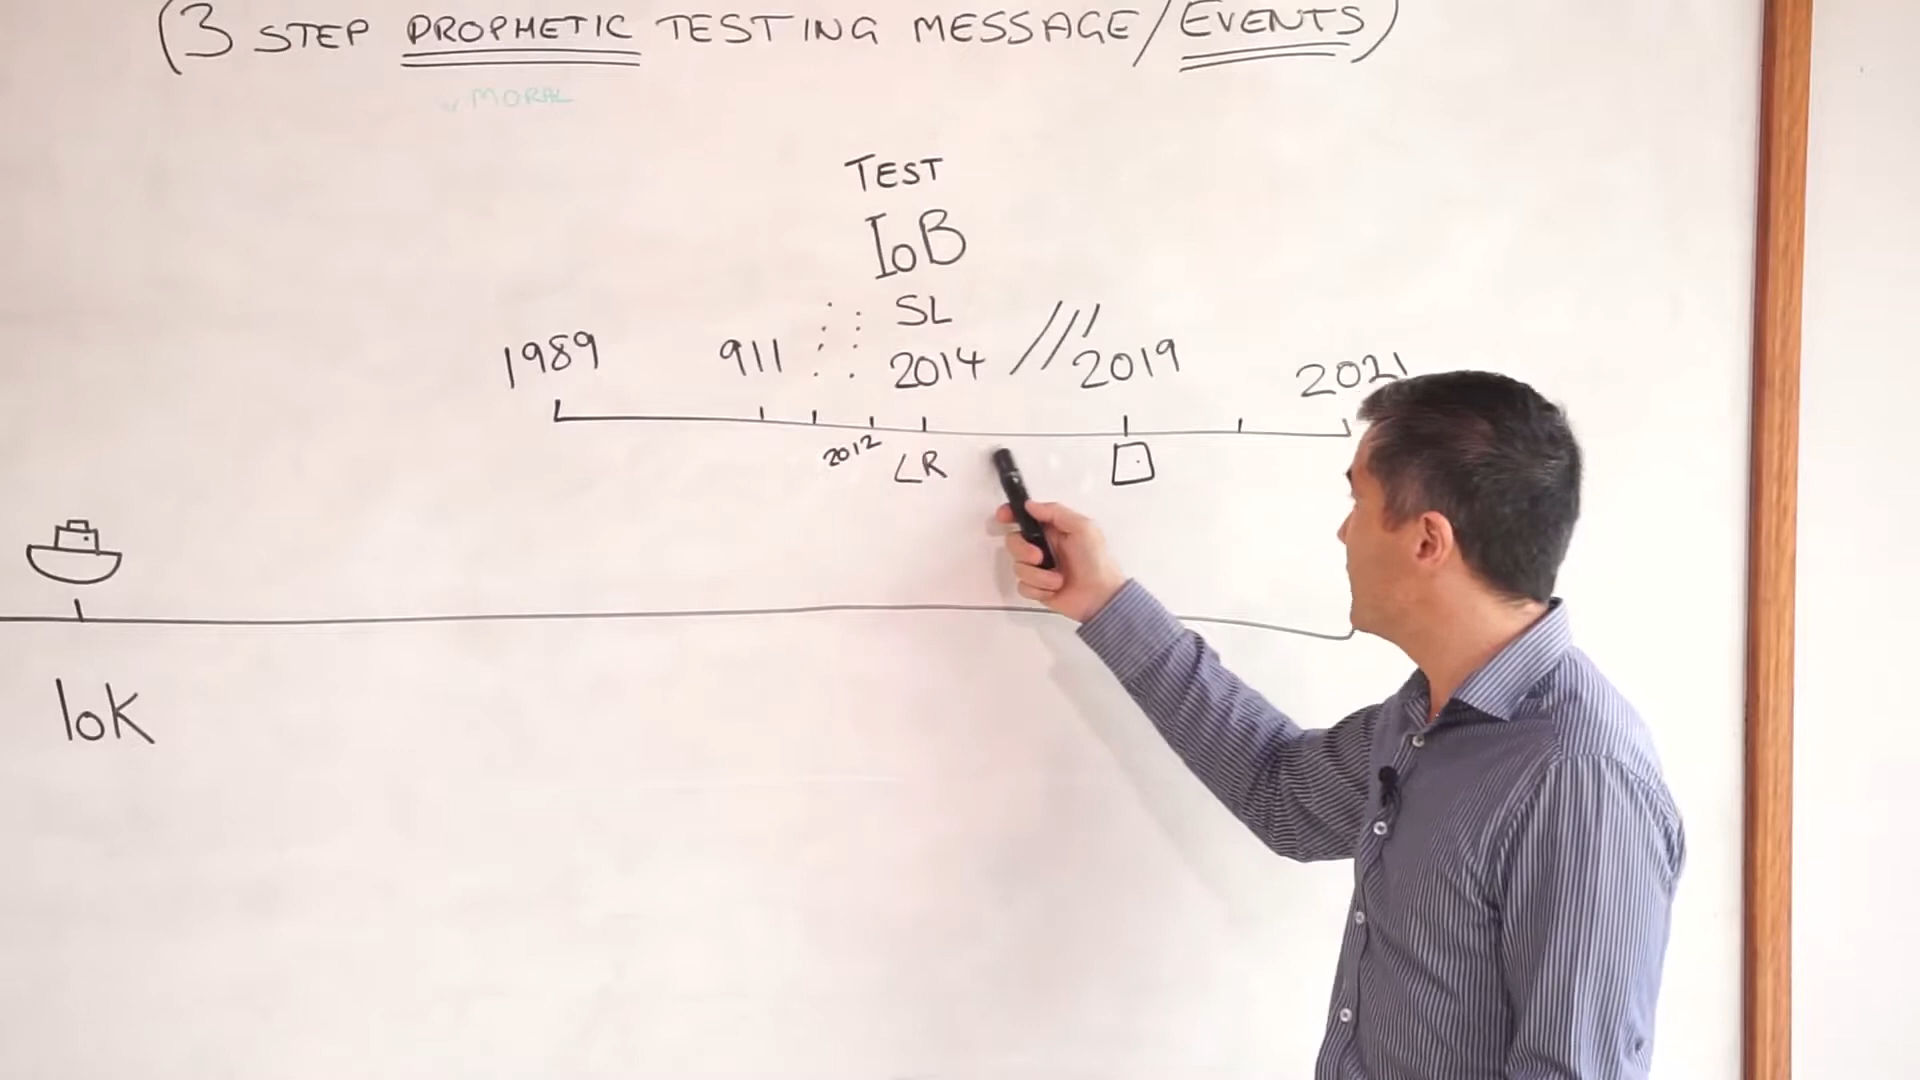 (3 STEP PROPHETIC TESTING MESSAGE/EVENTS)
MORAL
TEST
IoB
SL
1989 911 2014 2019 2021
2012 LR
IoK